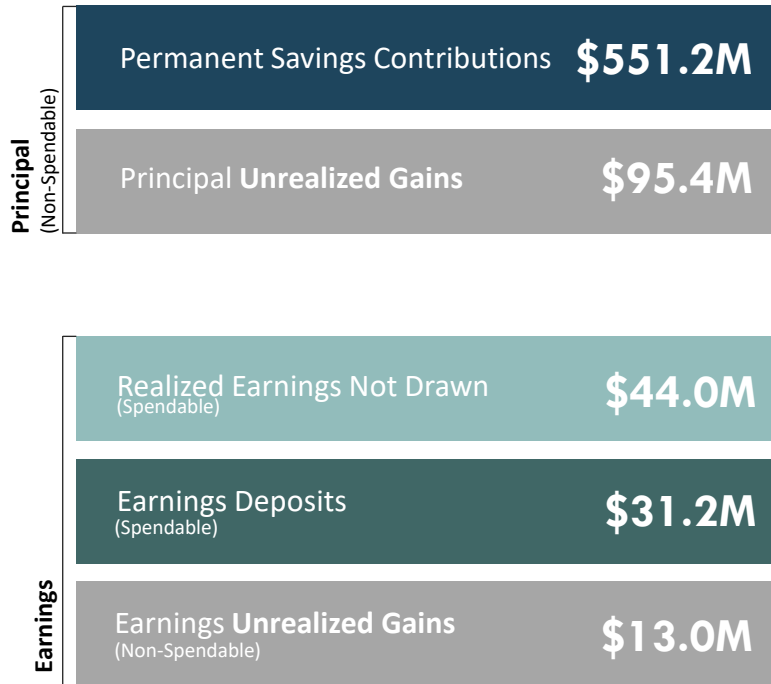 Principal
(Non-Spendable)
Permanent Savings Contributions $551.2M
Principal Unrealized Gains $95.4M
Earnings
Realized Earnings Not Drawn $44.0M
(Spendable)
Earnings Deposits $31.2M
(Spendable)
Earnings Unrealized Gains $13.0M
(Non-Spendable)